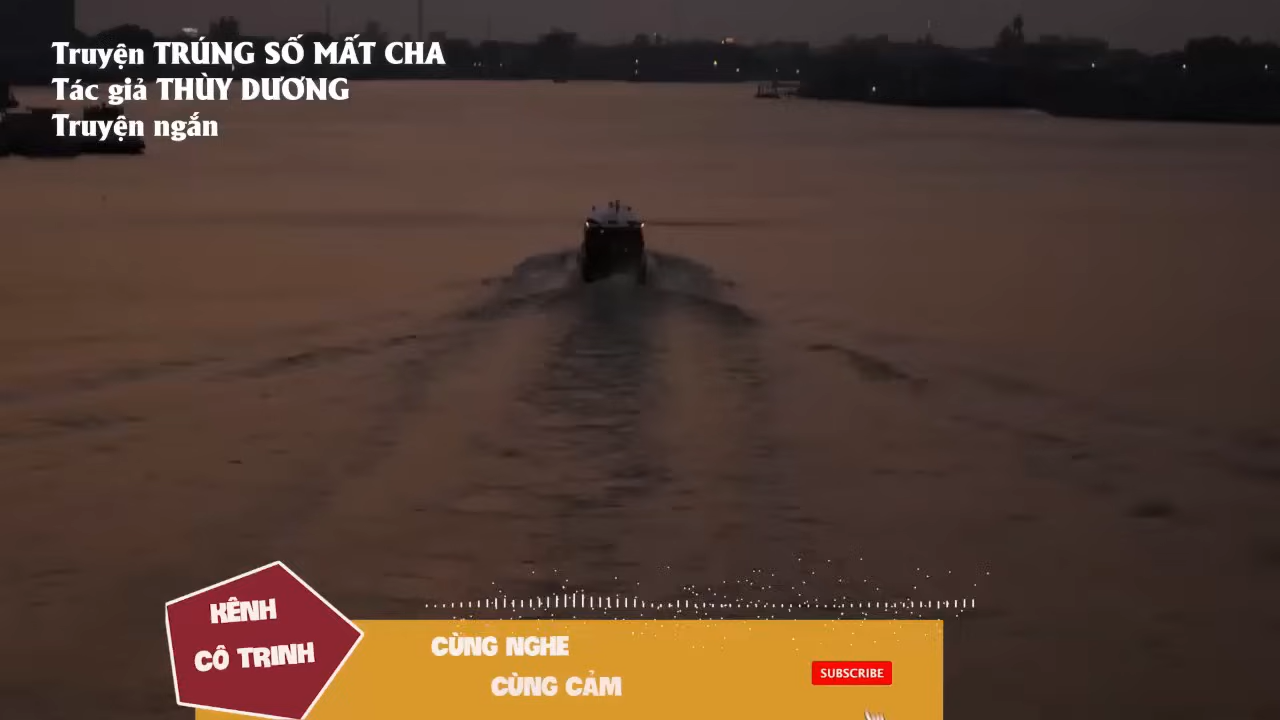 Truyện TRÚNG SỐ MẤT CHA
Tác giả THÙY DƯƠNG
Truyện ngắn
KÊNH
CÔ TRINH
CÙNG NGHE
CÙNG CẢM
SUBSCRIBE